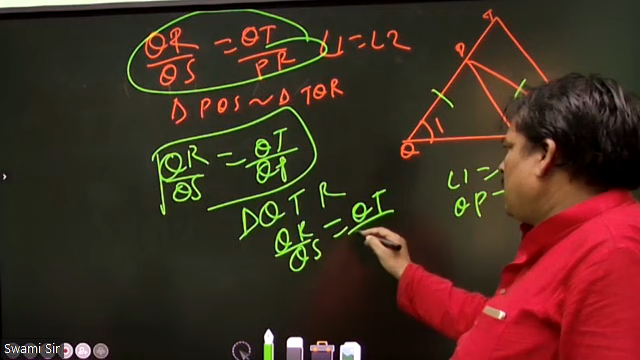 QR/QS = QT/PR ∠1=∠2
Δ PQS ~ Δ TQR
QR/QS = QT/QP
Δ Q T R
QR/QS = QT
T
P
1
Q
∠1 =
QP =
Swami Sir